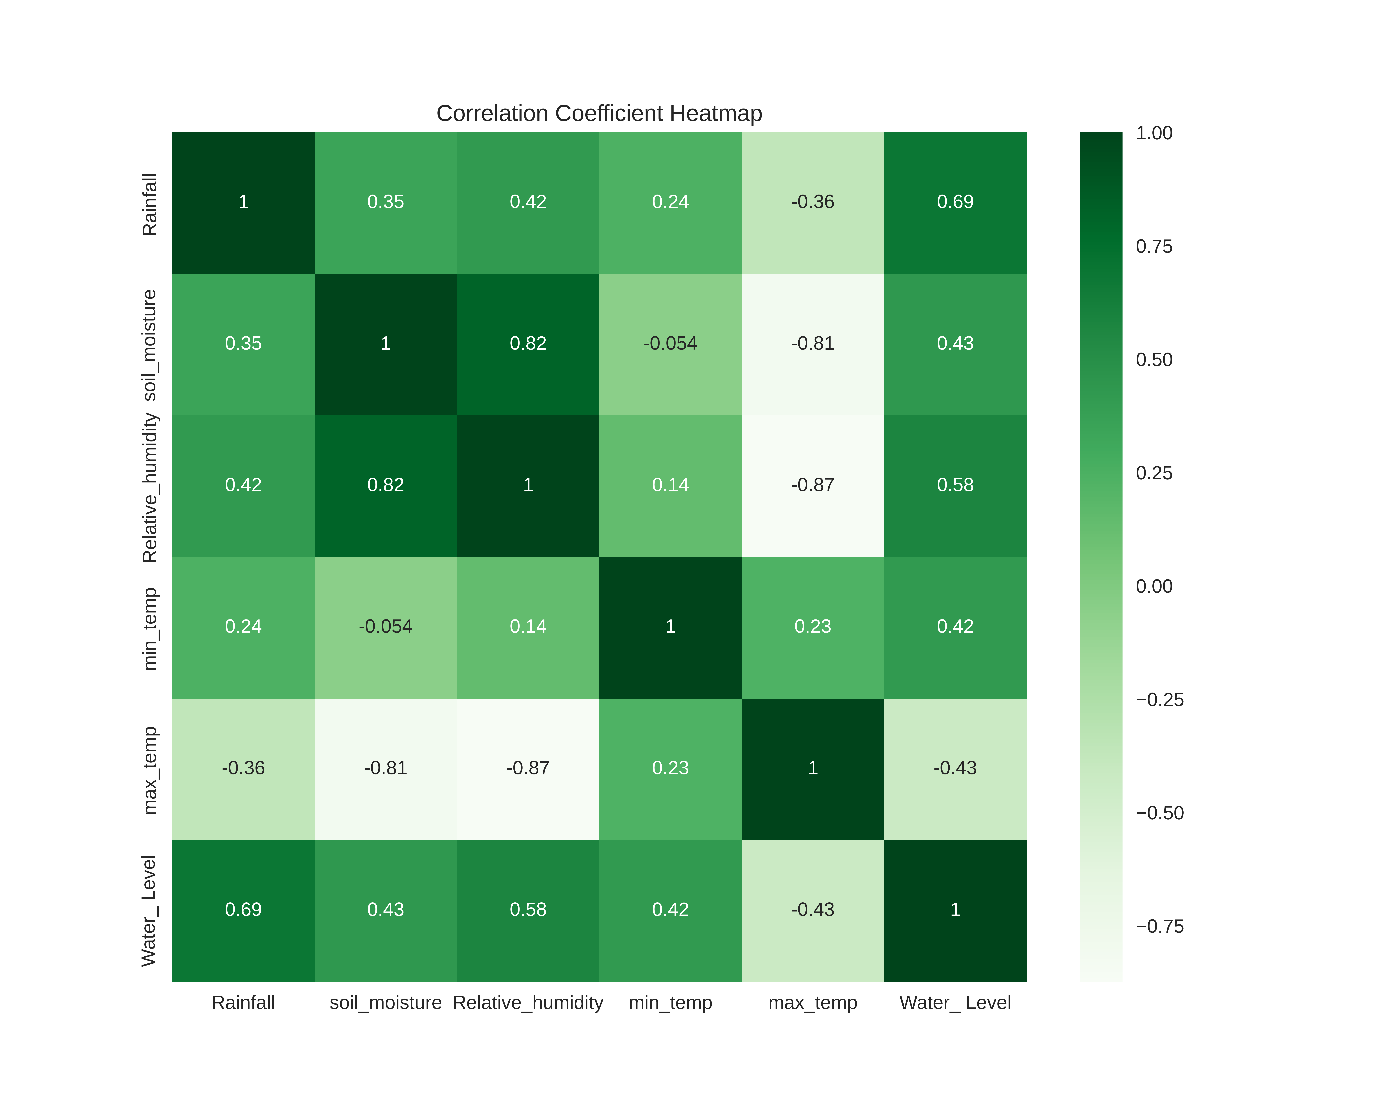 Correlation Coefficient Heatmap
Rainfall 1 0.35 0.42 0.24 -0.36 0.69
soil_moisture 0.35 1 0.82 -0.054 -0.81 0.43
Relative_humidity 0.42 0.82 1 0.14 -0.87 0.58
min_temp 0.24 -0.054 0.14 1 0.23 0.42
max_temp -0.36 -0.81 -0.87 0.23 1 -0.43
Water_ Level 0.69 0.43 0.58 0.42 -0.43 1
Rainfall soil_moisture Relative_humidity min_temp max_temp Water_ Level
1.00
0.75
0.50
0.25
0.00
−0.25
−0.50
−0.75